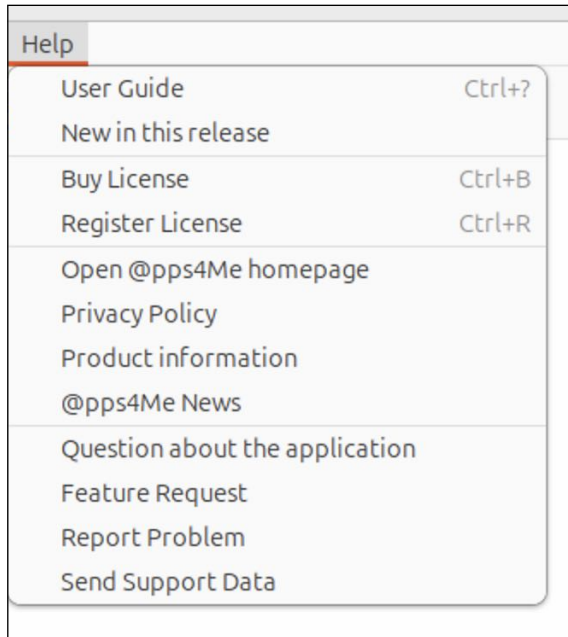 Help
User Guide Ctrl+?
New in this release
Buy License Ctrl+B
Register License Ctrl+R
Open @pps4Me homepage
Privacy Policy
Product information
@pps4Me News
Question about the application
Feature Request
Report Problem
Send Support Data